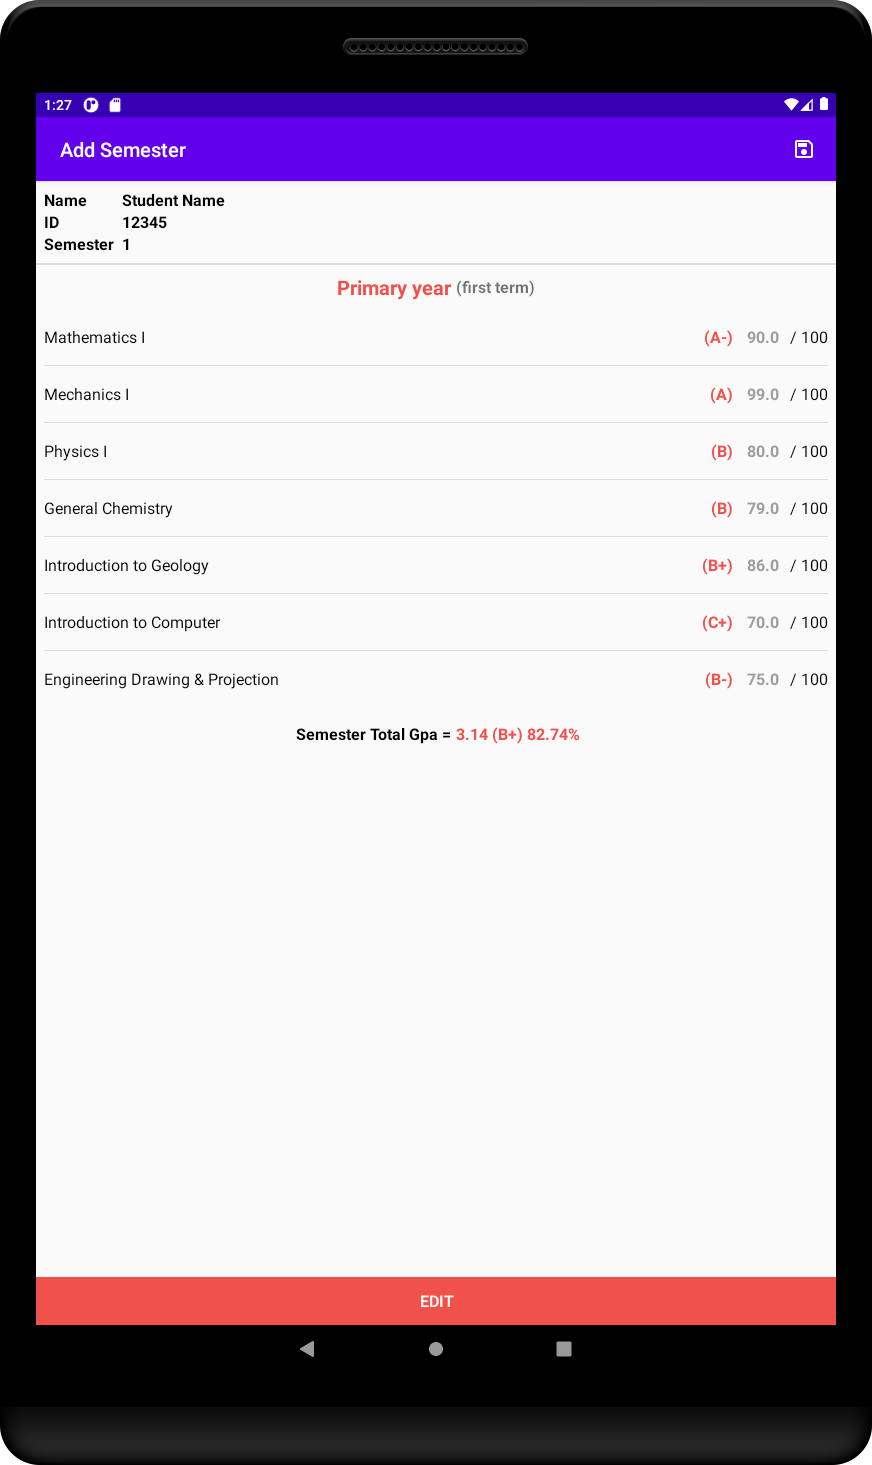 1:27
Add Semester
Name Student Name
ID 12345
Semester 1
Primary year (first term)
Mathematics I (A-) 90.0 / 100
Mechanics I (A) 99.0 / 100
Physics I (B) 80.0 / 100
General Chemistry (B) 79.0 / 100
Introduction to Geology (B+) 86.0 / 100
Introduction to Computer (C+) 70.0 / 100
Engineering Drawing & Projection (B-) 75.0 / 100
Semester Total Gpa = 3.14 (B+) 82.74%
EDIT